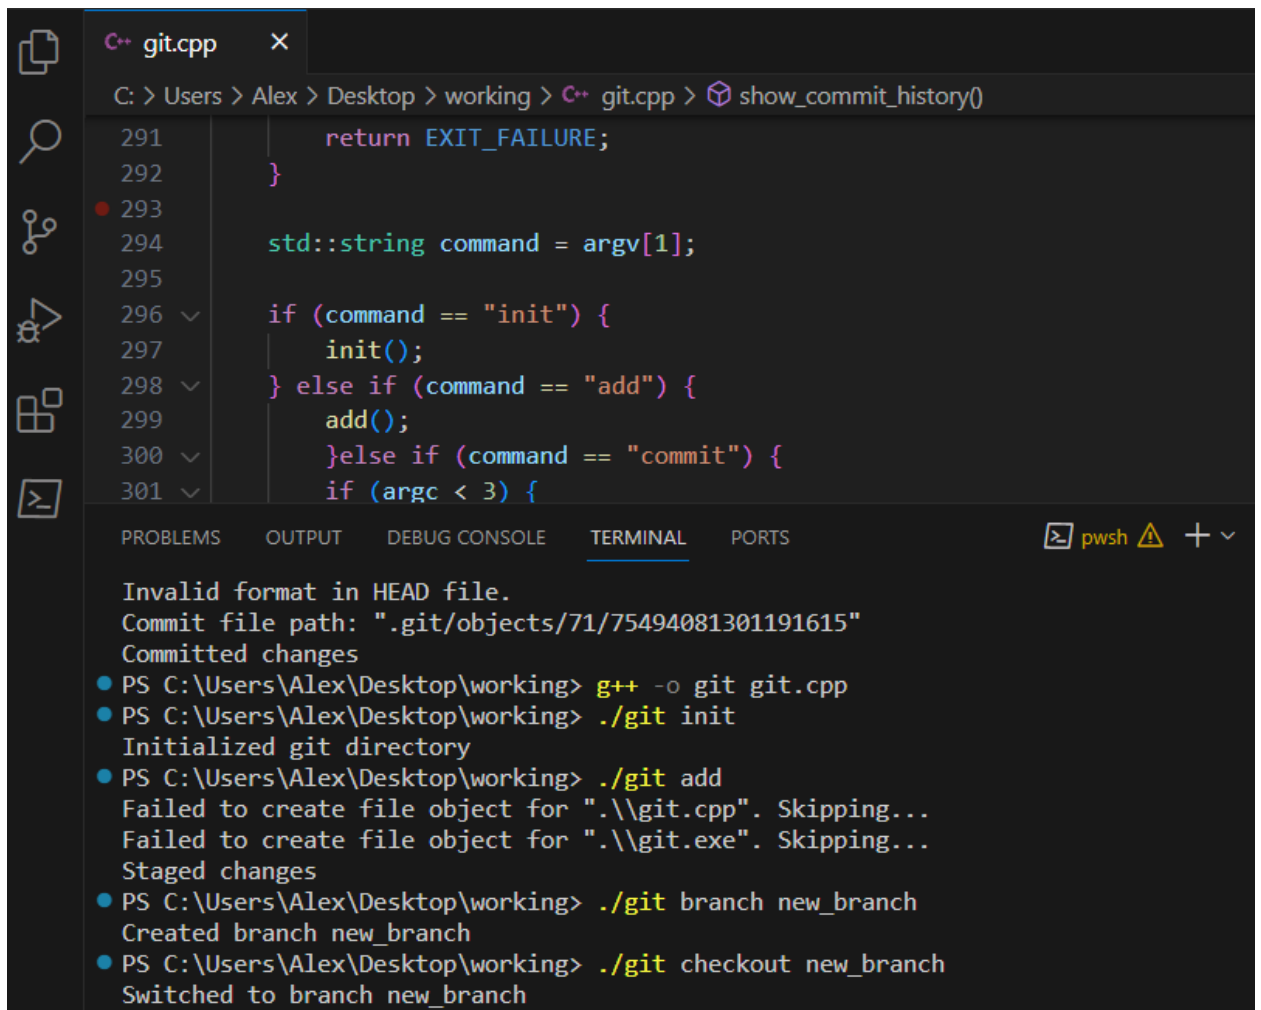 C++ git.cpp ×
C: > Users > Alex > Desktop > working > C++ git.cpp > show_commit_history()
291 return EXIT_FAILURE;
292 }
293
294 std::string command = argv[1];
295
296 if (command == "init") {
297 init();
298 } else if (command == "add") {
299 add();
300 }else if (command == "commit") {
301 if (argc < 3) {
PROBLEMS OUTPUT DEBUG CONSOLE TERMINAL PORTS pwsh
Invalid format in HEAD file.
Commit file path: ".git/objects/71/75494081301191615"
Committed changes
PS C:\Users\Alex\Desktop\working> g++ -o git git.cpp
PS C:\Users\Alex\Desktop\working> ./git init
Initialized git directory
PS C:\Users\Alex\Desktop\working> ./git add
Failed to create file object for ".\\git.cpp". Skipping...
Failed to create file object for ".\\git.exe". Skipping...
Staged changes
PS C:\Users\Alex\Desktop\working> ./git branch new_branch
Created branch new_branch
PS C:\Users\Alex\Desktop\working> ./git checkout new_branch
Switched to branch new_branch